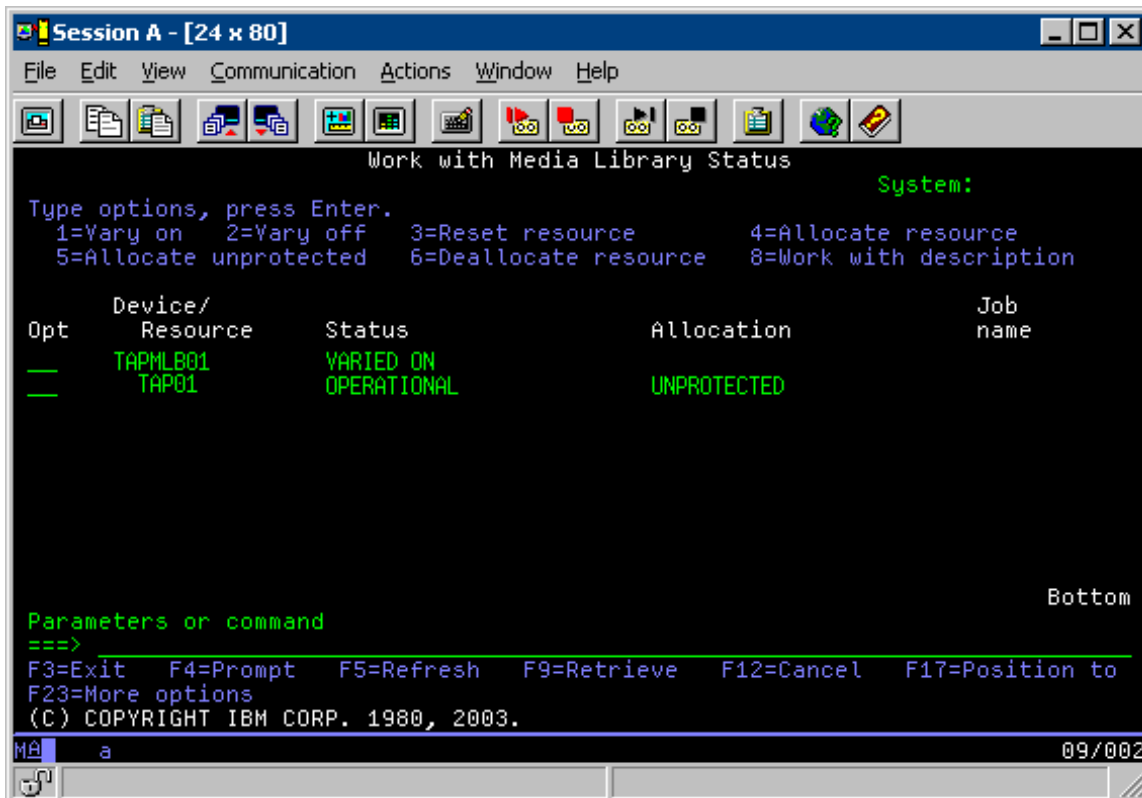 Session A - [24 x 80]
File Edit View Communication Actions Window Help
Work with Media Library Status
System:
Type options, press Enter.
1=Vary on 2=Vary off 3=Reset resource 4=Allocate resource
5=Allocate unprotected 6=Deallocate resource 8=Work with description
Device/ Job
Opt Resource Status Allocation name
TAPMLB01 VARIED ON
TAP01 OPERATIONAL UNPROTECTED
Bottom
Parameters or command
===>
F3=Exit F4=Prompt F5=Refresh F9=Retrieve F12=Cancel F17=Position to
F23=More options
(C) COPYRIGHT IBM CORP. 1980, 2003.
MA a 09/002